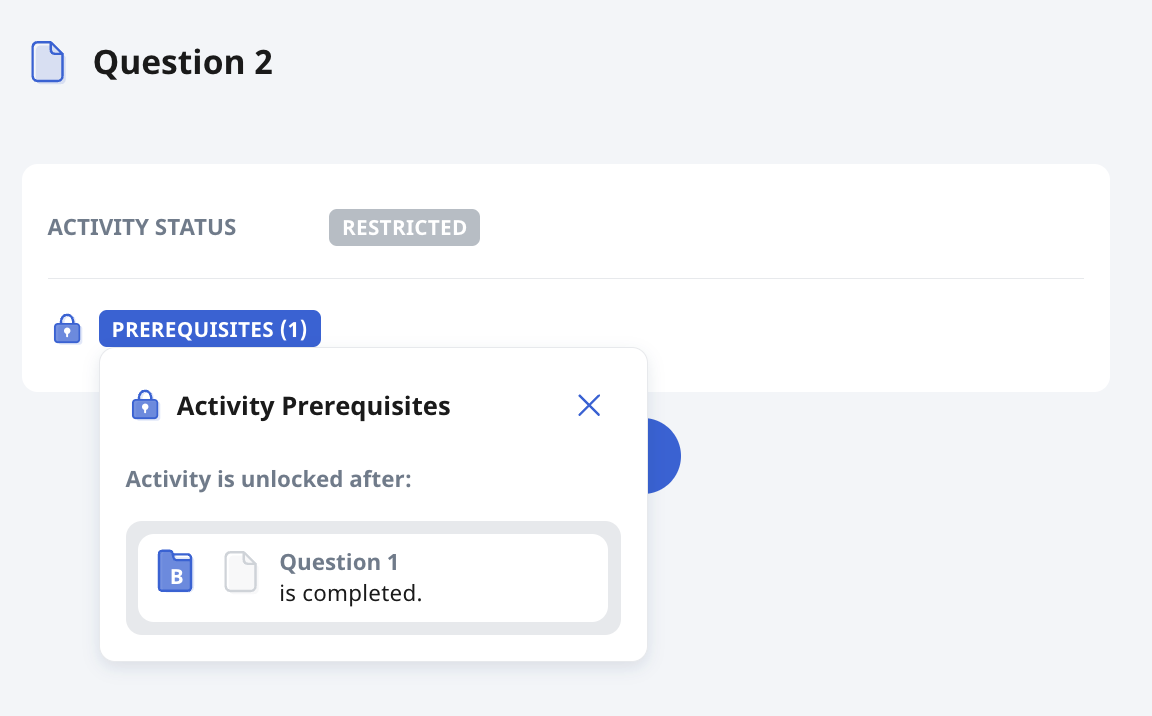 Question 2
ACTIVITY STATUS RESTRICTED
PREREQUISITES (1)
Activity Prerequisites
Activity is unlocked after:
B
Question 1
is completed.